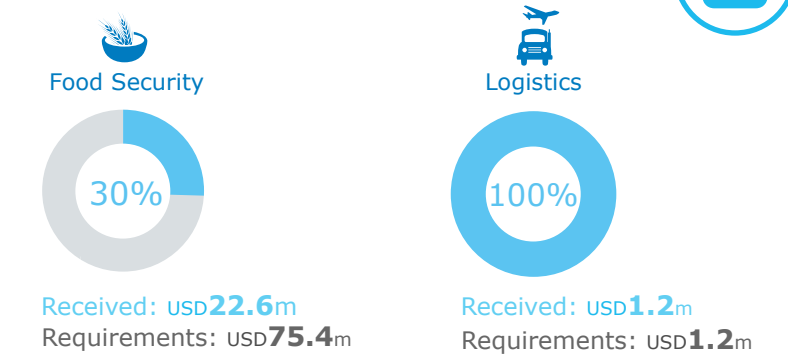 Food Security
30%
Received: USD22.6m
Requirements: USD75.4m
Logistics
100%
Received: USD1.2m
Requirements: USD1.2m